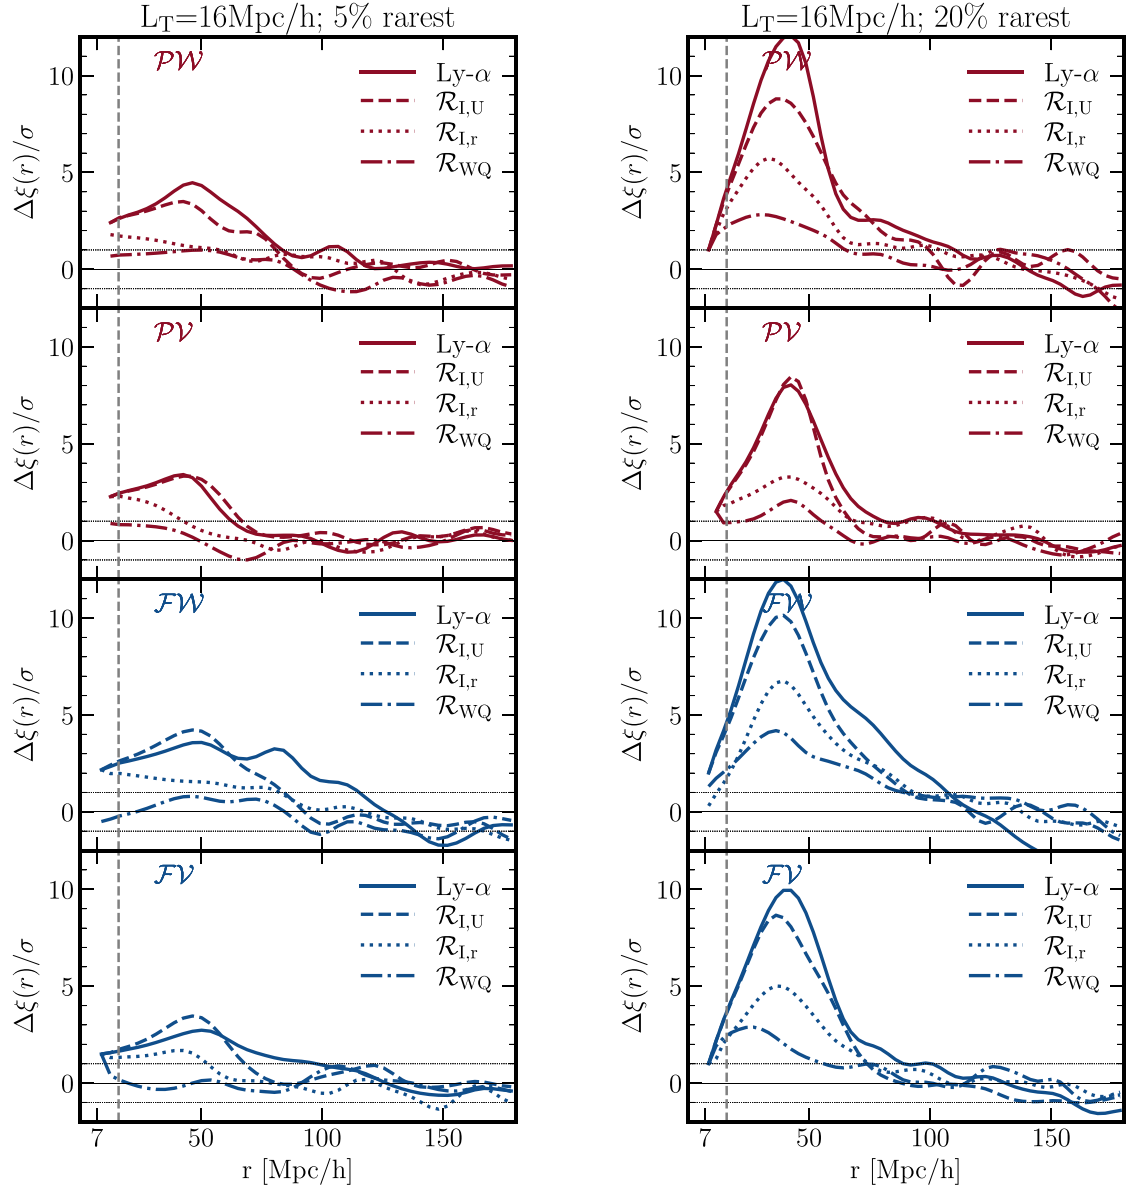 L_T=16Mpc/h; 5% rarest
PW
Ly-α
R_I,U
R_I,r
R_WQ
10
5
0
Δξ(r)/σ
PV
Ly-α
R_I,U
R_I,r
R_WQ
10
5
0
Δξ(r)/σ
FW
Ly-α
R_I,U
R_I,r
R_WQ
10
5
0
Δξ(r)/σ
FV
Ly-α
R_I,U
R_I,r
R_WQ
10
5
0
Δξ(r)/σ
7 50 100 150
r [Mpc/h]
L_T=16Mpc/h; 20% rarest
PW
Ly-α
R_I,U
R_I,r
R_WQ
10
5
0
Δξ(r)/σ
PV
Ly-α
R_I,U
R_I,r
R_WQ
10
5
0
Δξ(r)/σ
FW
Ly-α
R_I,U
R_I,r
R_WQ
10
5
0
Δξ(r)/σ
FV
Ly-α
R_I,U
R_I,r
R_WQ
10
5
0
Δξ(r)/σ
7 50 100 150
r [Mpc/h]